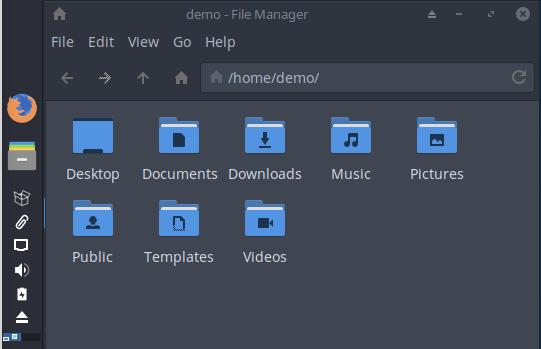 demo - File Manager
File Edit View Go Help
/home/demo/
Desktop Documents Downloads Music Pictures
Public Templates Videos